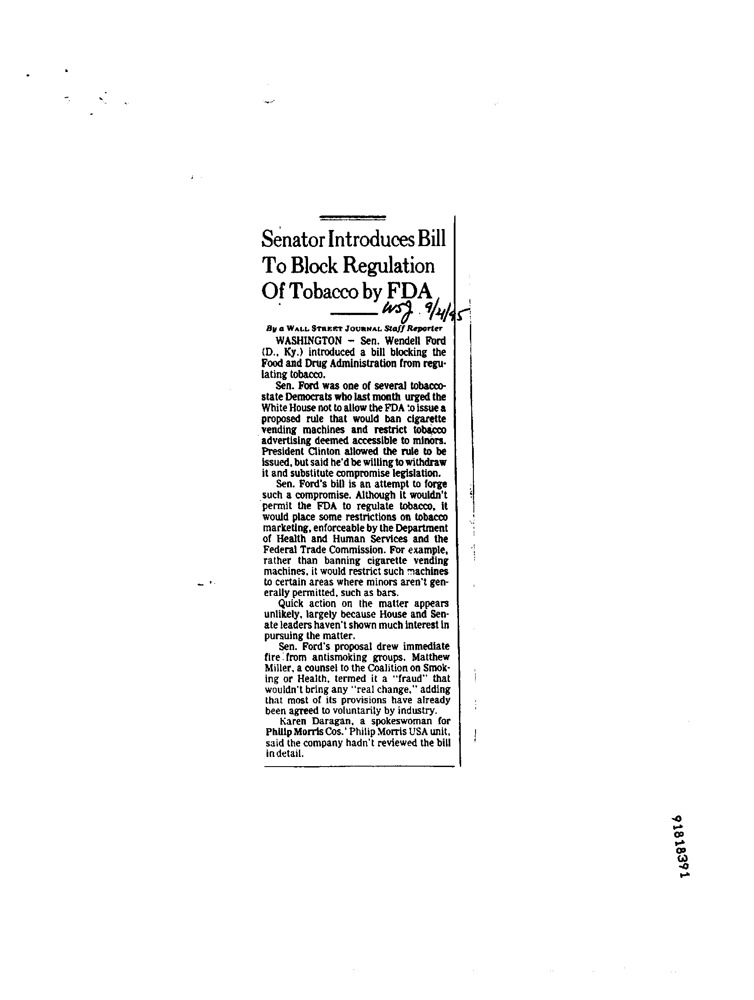 Senator Introduces Bill
To Block Regulation
Of Tobacco by FDA
WSJ 9/4/95
By a WALL STREET JOURNAL Staff Reporter
WASHINGTON – Sen. Wendell Ford
(D., Ky.) introduced a bill blocking the
Food and Drug Administration from regu-
lating tobacco.
Sen. Ford was one of several tobacco-
state Democrats who last month urged the
White House not to allow the FDA to issue a
proposed rule that would ban cigarette
vending machines and restrict tobacco
advertising deemed accessible to minors.
President Clinton allowed the rule to be
issued, but said he'd be willing to withdraw
it and substitute compromise legislation.
Sen. Ford's bill is an attempt to forge
such a compromise. Although it wouldn't
permit the FDA to regulate tobacco, it
would place some restrictions on tobacco
marketing, enforceable by the Department
of Health and Human Services and the
Federal Trade Commission. For example,
rather than banning cigarette vending
machines, it would restrict such machines
to certain areas where minors aren't gen-
erally permitted, such as bars.
Quick action on the matter appears
unlikely, largely because House and Sen-
ate leaders haven't shown much interest in
pursuing the matter.
Sen. Ford's proposal drew immediate
fire from antismoking groups. Matthew
Miller, a counsel to the Coalition on Smok-
ing or Health, termed it a "fraud" that
wouldn't bring any "real change," adding
that most of its provisions have already
been agreed to voluntarily by industry.
Karen Daragan, a spokeswoman for
Philip Morris Cos.' Philip Morris USA unit,
said the company hadn't reviewed the bill
in detail.
91818391